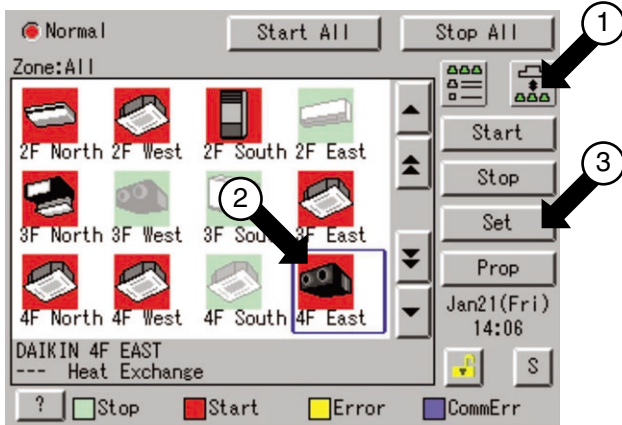 1
Normal
Start All
Stop All
Zone:All
2F North
2F West
2F South
2F East
Start
Stop
3
2
3F North
3F West
3F South
3F East
Set
Prop
4F North
4F West
4F South
4F East
Jan21(Fri)
14:06
DAIKIN 4F EAST
--- Heat Exchange
S
?
Stop
Start
Error
CommErr